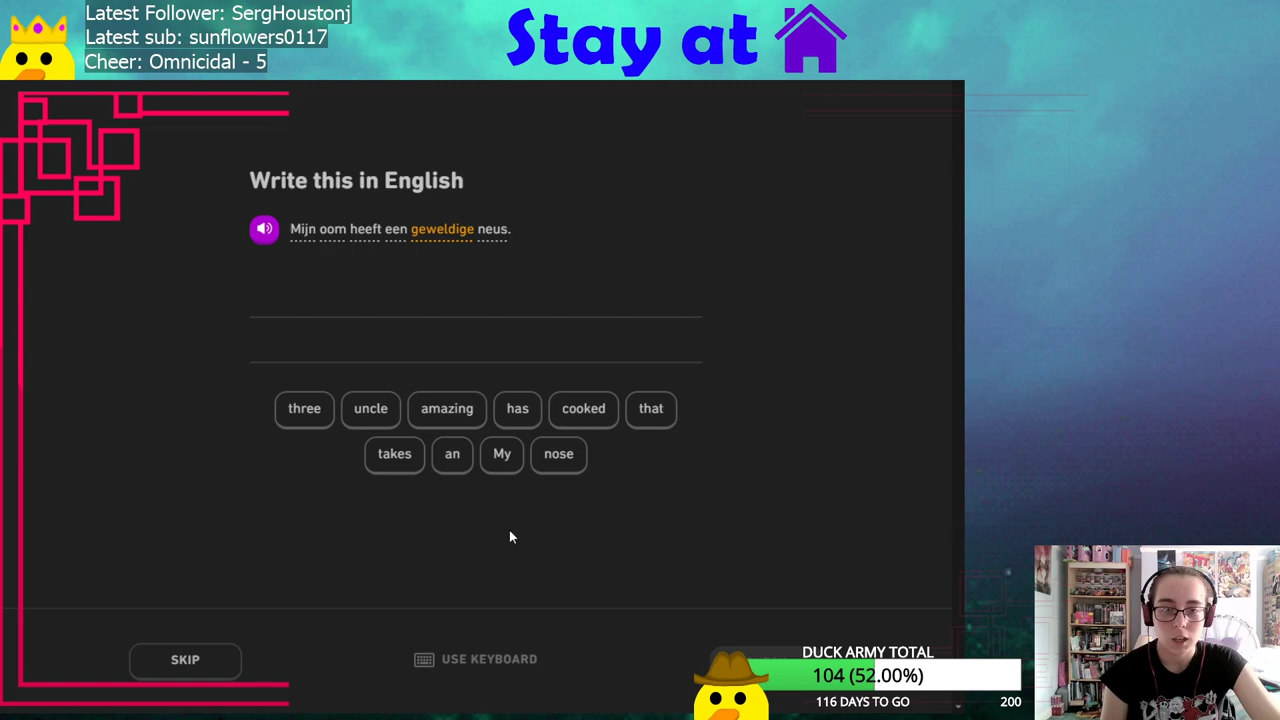 Latest Follower: SergHoustonj
Latest sub: sunflowers0117
Cheer: Omnicidal - 5
Stay at
Write this in English
Mijn oom heeft een geweldige neus.
three uncle amazing has cooked that
takes an My nose
SKIP
USE KEYBOARD
DUCK ARMY TOTAL
104 (52.00%)
116 DAYS TO GO 200